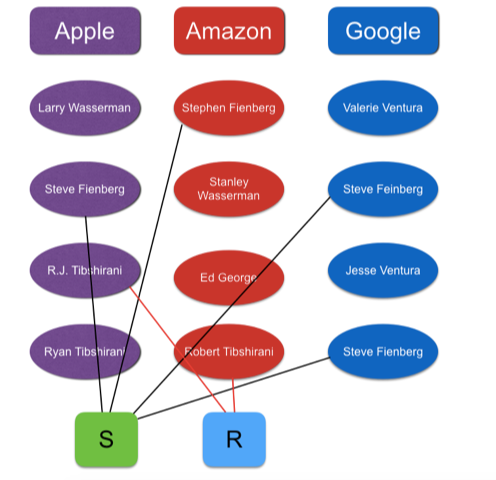 Apple
Amazon
Google
Larry Wasserman
Stephen Fienberg
Valerie Ventura
Steve Fienberg
Stanley
Wasserman
Steve Feinberg
R.J. Tibshirani
Ed George
Jesse Ventura
Ryan Tibshirani
Robert Tibshirani
Steve Fienberg
S
R